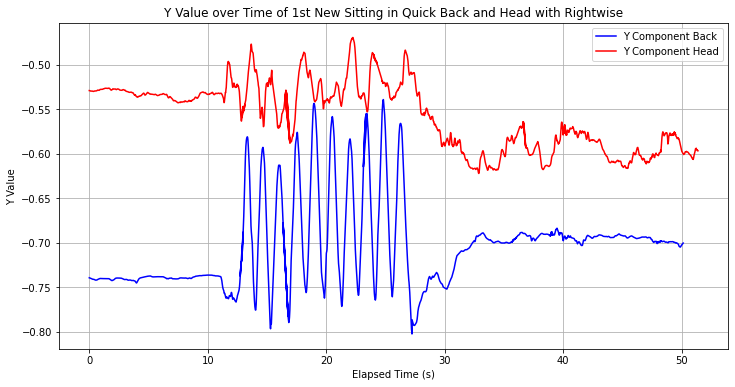 Y Value over Time of 1st New Sitting in Quick Back and Head with Rightwise
Y Component Back
Y Component Head
−0.50
−0.55
−0.60
−0.65
−0.70
−0.75
−0.80
Y Value
0 10 20 30 40 50
Elapsed Time (s)